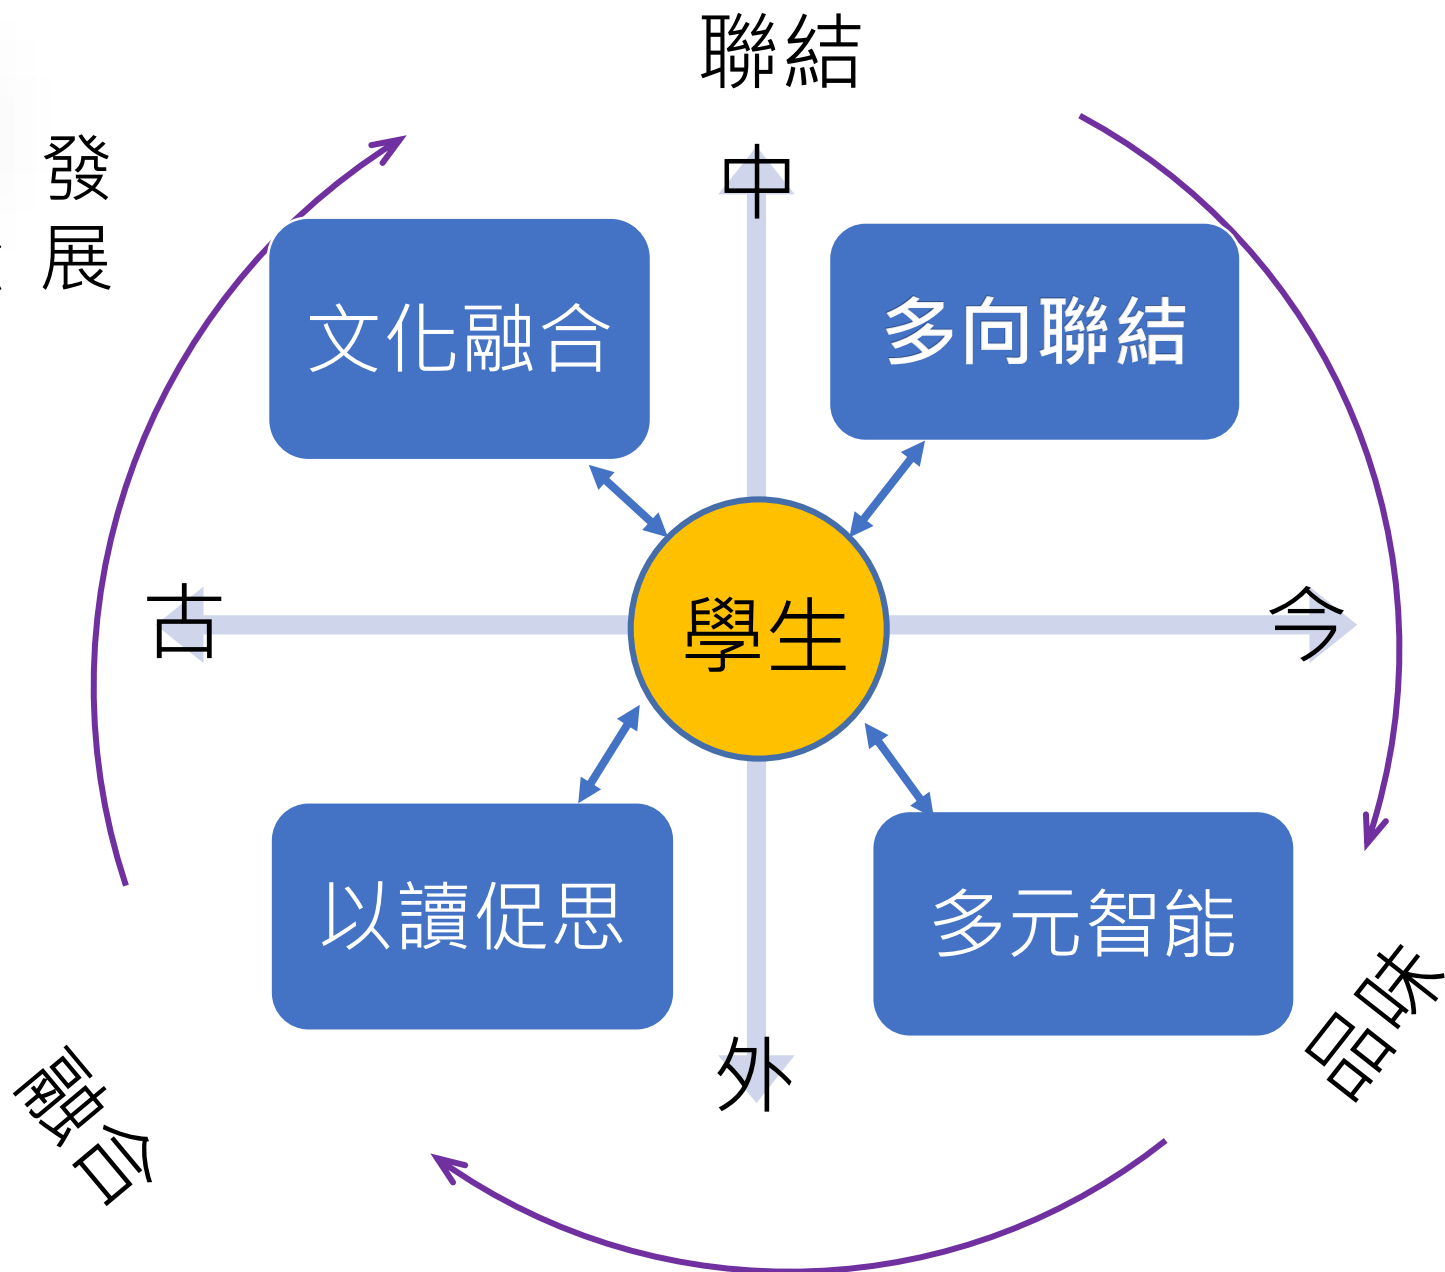 聯結
發展
中
文化融合
多向聯結
古
學生
今
以讀促思
多元智能
外
品味
融合